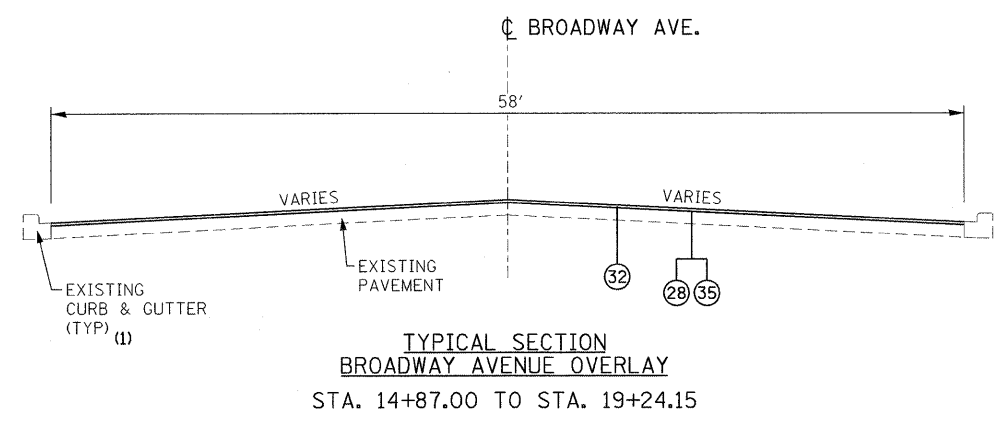 ℄ BROADWAY AVE.
58'
VARIES
VARIES
EXISTING
PAVEMENT
32
28
35
EXISTING
CURB & GUTTER
(TYP) (1)
TYPICAL SECTION
BROADWAY AVENUE OVERLAY
STA. 14+87.00 TO STA. 19+24.15